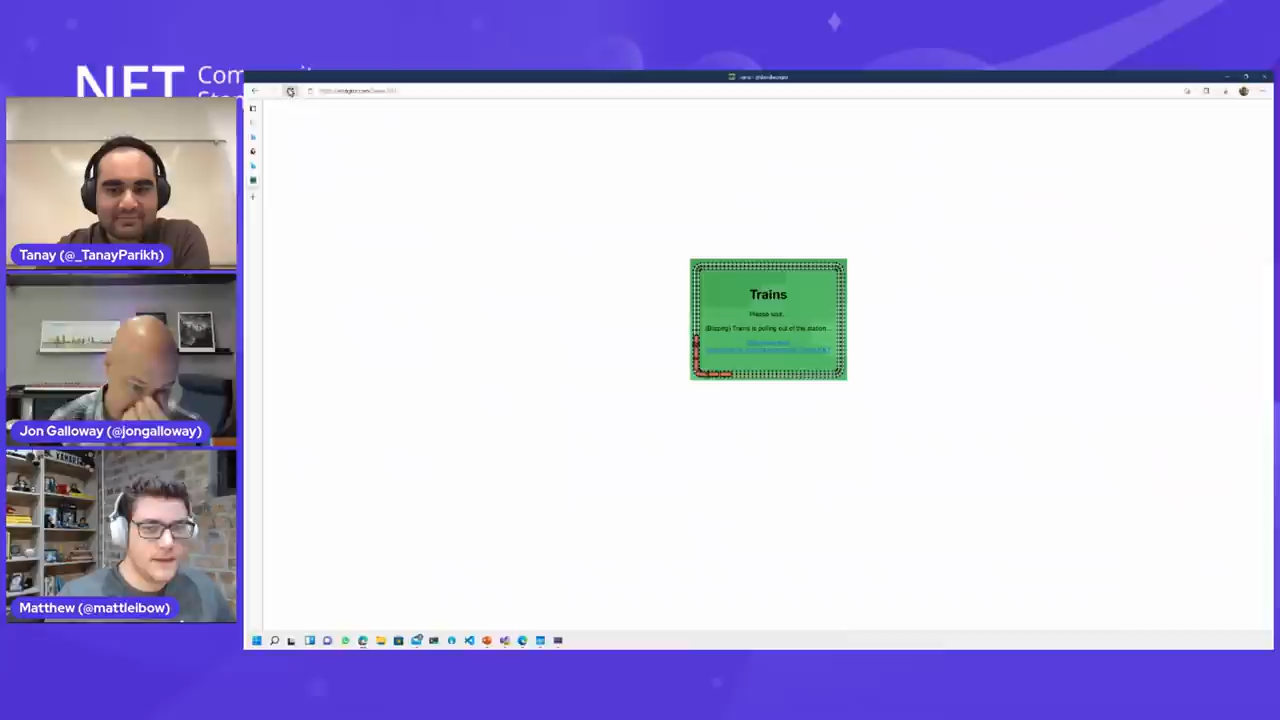 NET Com
Tanay (@_TanayParikh)
Jon Galloway (@jongalloway)
Matthew (@mattleibow)
Trains
Please wait.
(Blazing) Trains is pulling out of the station...